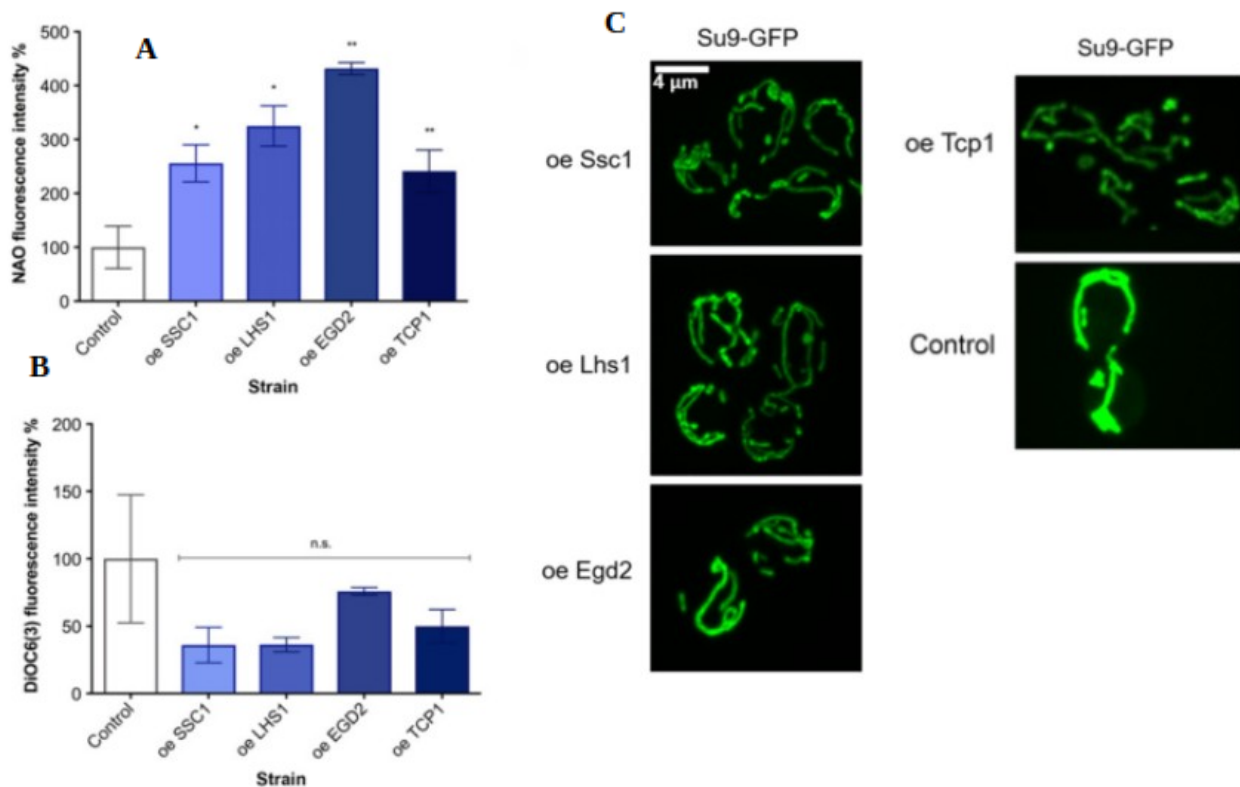 A
NAO fluorescence intensity %
500
400
300
200
100
0
*
*
**
**
Control
oe SSC1
oe LHS1
oe EGD2
oe TCP1
Strain
B
DiOC6(3) fluorescence intensity %
200
150
100
50
0
n.s.
Control
oe SSC1
oe LHS1
oe EGD2
oe TCP1
Strain
C
Su9-GFP
4 µm
oe Ssc1
oe Lhs1
oe Egd2
Su9-GFP
oe Tcp1
Control